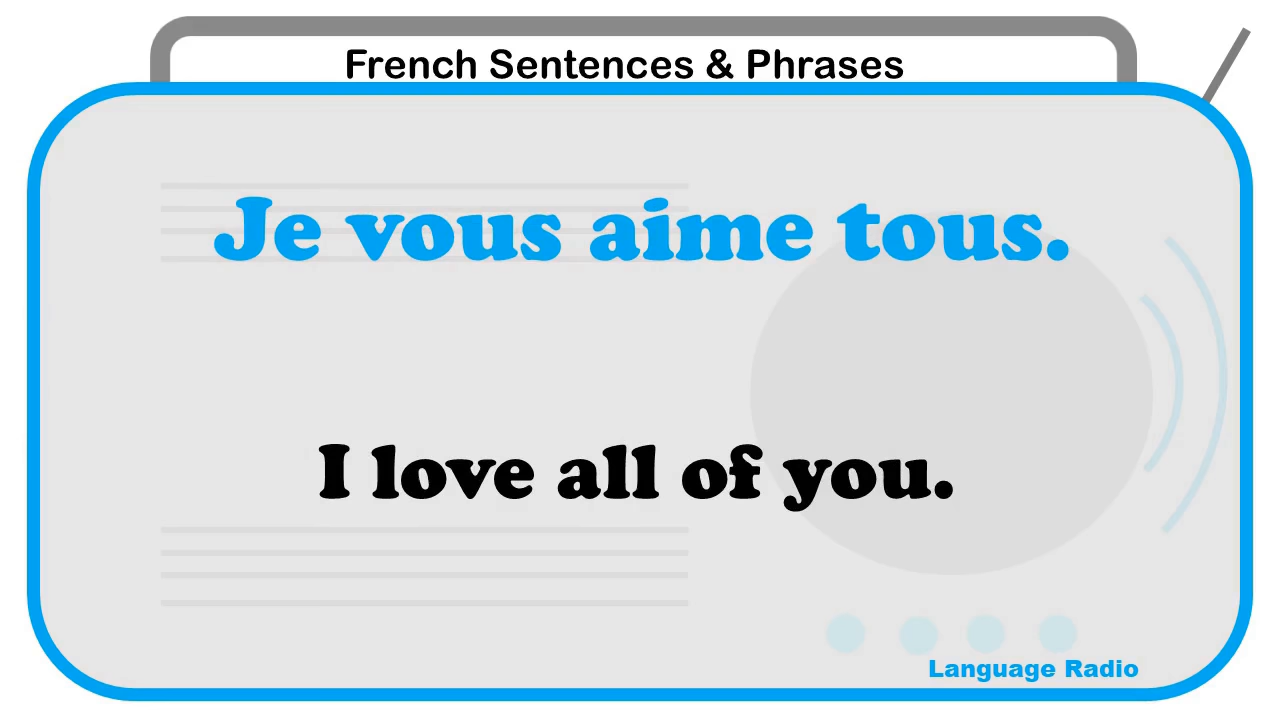 French Sentences & Phrases
Je vous aime tous.
I love all of you.
Language Radio